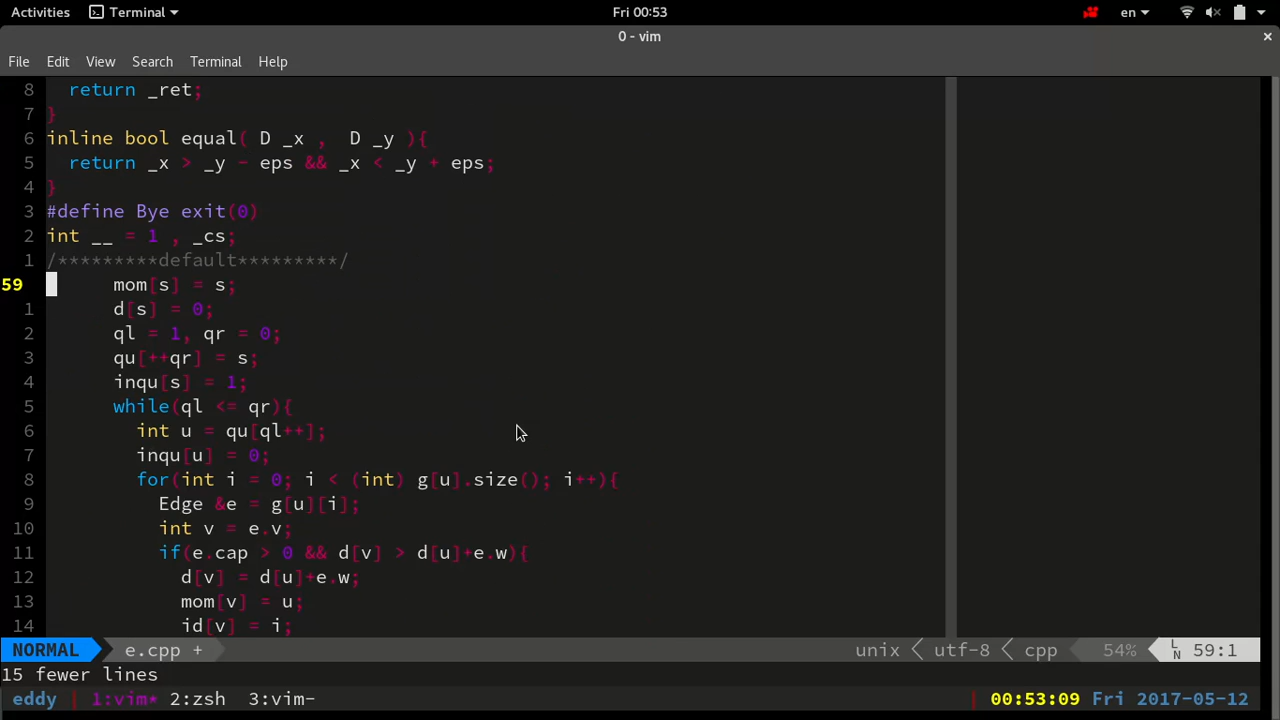 Activities Terminal Fri 00:53 en
0 - vim ×
File Edit View Search Terminal Help
8 return _ret;
7 }
6 inline bool equal( D _x , D _y ){
5 return _x > _y - eps && _x < _y + eps;
4 }
3 #define Bye exit(0)
2 int __ = 1 , _cs;
1 /*********default*********/
59 mom[s] = s;
1 d[s] = 0;
2 ql = 1, qr = 0;
3 qu[++qr] = s;
4 inqu[s] = 1;
5 while(ql <= qr){
6 int u = qu[ql++];
7 inqu[u] = 0;
8 for(int i = 0; i < (int) g[u].size(); i++){
9 Edge &e = g[u][i];
10 int v = e.v;
11 if(e.cap > 0 && d[v] > d[u]+e.w){
12 d[v] = d[u]+e.w;
13 mom[v] = u;
14 id[v] = i;
NORMAL e.cpp + unix utf-8 cpp 54% LN 59:1
15 fewer lines
eddy 1:vim* 2:zsh 3:vim- 00:53:09 Fri 2017-05-12